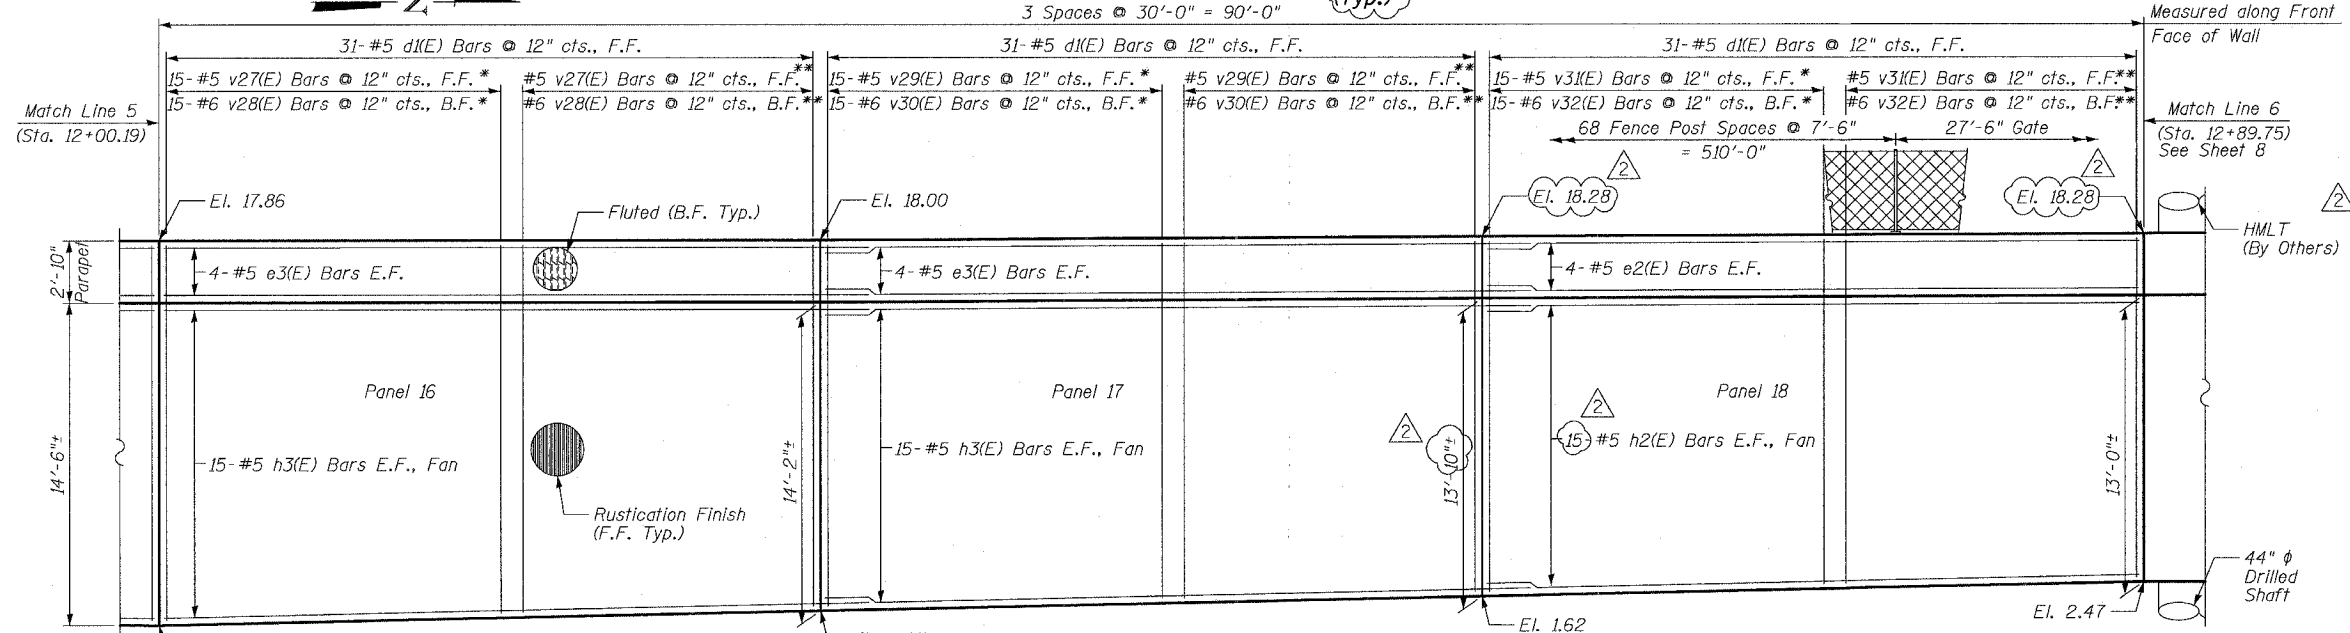 (Typ.)
3 Spaces @ 30'-0" = 90'-0"
Measured along Front
Face of Wall
31-#5 d1(E) Bars @ 12" cts., F.F.
31-#5 d1(E) Bars @ 12" cts., F.F.
31-#5 d1(E) Bars @ 12" cts., F.F.
15-#5 v27(E) Bars @ 12" cts., F.F. *
#5 v27(E) Bars @ 12" cts., F.F.**
15-#5 v29(E) Bars @ 12" cts., F.F. *
#5 v29(E) Bars @ 12" cts., F.F.**
15-#5 v31(E) Bars @ 12" cts., F.F.*
#5 v31(E) Bars @ 12" cts., F.F.**
15-#6 v28(E) Bars @ 12" cts., B.F. *
#6 v28(E) Bars @ 12" cts., B.F.**
15-#6 v30(E) Bars @ 12" cts., B.F.*
#6 v30(E) Bars @ 12" cts., B.F.**
15-#6 v32(E) Bars @ 12" cts., B.F.*
#6 v32(E) Bars @ 12" cts., B.F.**
Match Line 5
(Sta. 12+00.19)
Match Line 6
(Sta. 12+89.75)
See Sheet 8
68 Fence Post Spaces @ 7'-6"
= 510'-0"
27'-6" Gate
2
2
2
El. 17.86
Fluted (B.F. Typ.)
El. 18.00
El. 18.28
El. 18.28
HMLT
(By Others)
2'-10"
Parapet
4-#5 e3(E) Bars E.F.
4-#5 e3(E) Bars E.F.
4-#5 e2(E) Bars E.F.
Panel 16
Panel 17
Panel 18
2
2
14'-6"±
15-#5 h3(E) Bars E.F., Fan
14'-2"±
15-#5 h3(E) Bars E.F., Fan
13'-10"±
15-#5 h2(E) Bars E.F., Fan
13'-0"±
Rustication Finish
(F.F. Typ.)
44" ϕ
Drilled
Shaft
El. 1.62
El. 2.47